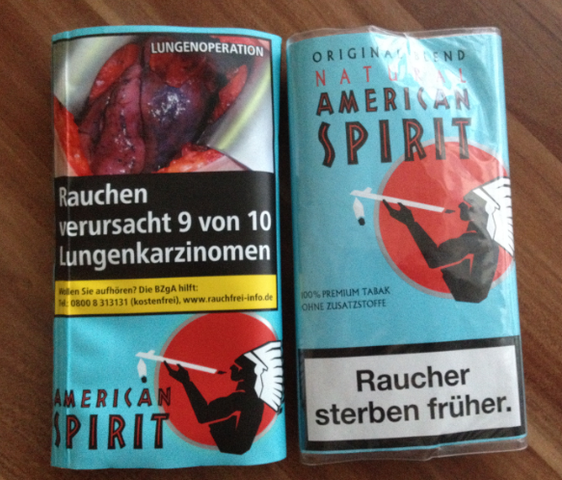 LUNGENOPERATION
Rauchen
verursacht 9 von 10
Lungenkarzinomen
Wollen Sie aufhören? Die BZgA hilft:
Tel.: 0800 8 313131 (kostenfrei), www.rauchfrei-info.de
AMERICAN
SPIRIT
ORIGINAL BLEND
NATURAL
AMERICAN
SPIRIT
100% PREMIUM TABAK
OHNE ZUSATZSTOFFE
Raucher
sterben früher.